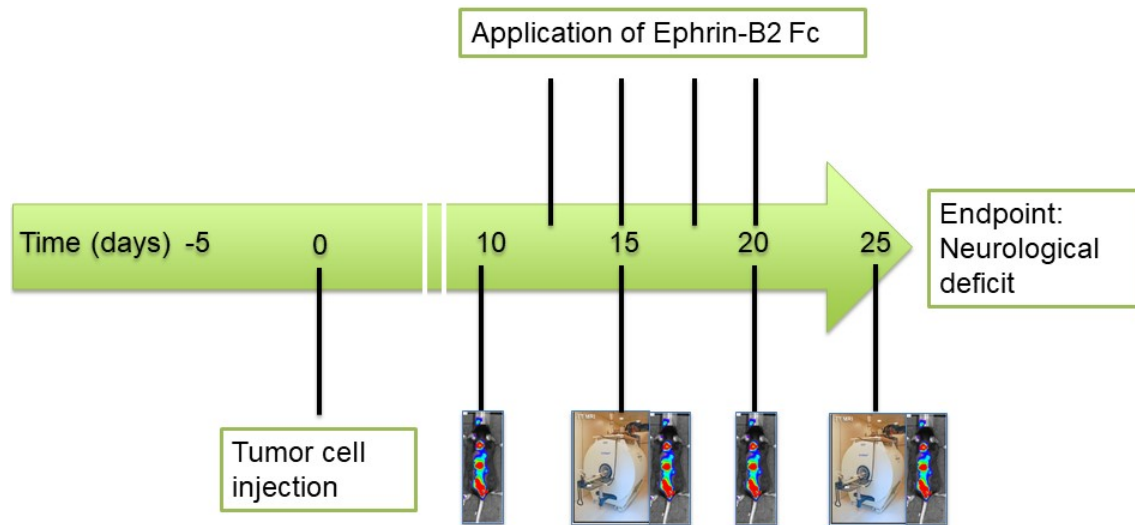 Application of Ephrin-B2 Fc
Time (days) -5 0 10 15 20 25
Endpoint:
Neurological
deficit
Tumor cell
injection